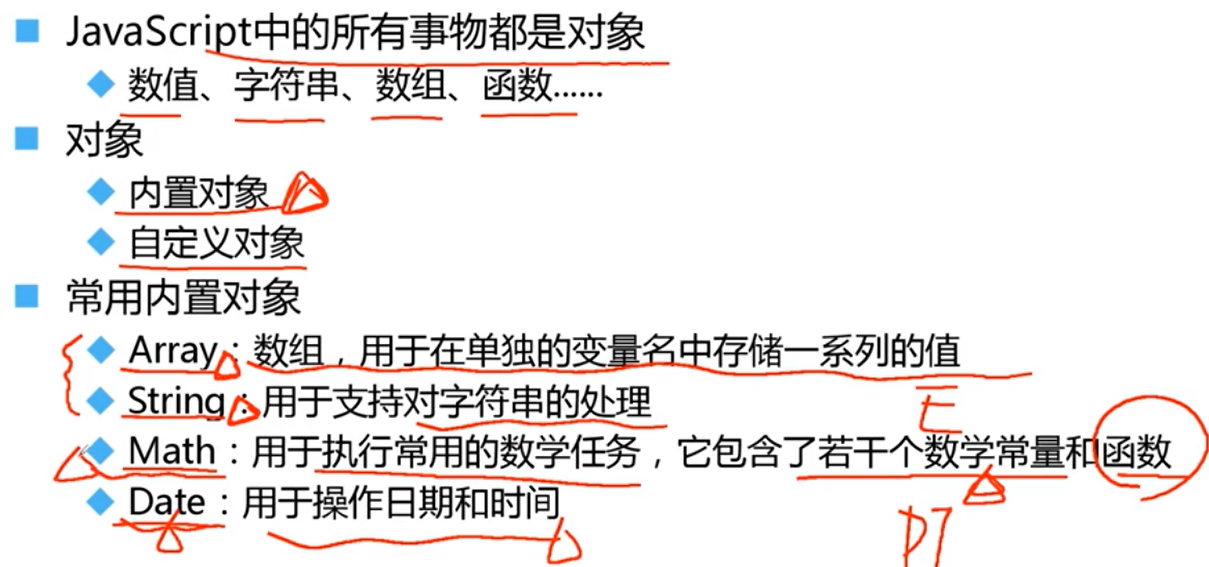 JavaScript中的所有事物都是对象
数值、字符串、数组、函数......
对象
内置对象
自定义对象
常用内置对象
Array：数组，用于在单独的变量名中存储一系列的值
String：用于支持对字符串的处理
E
Math：用于执行常用的数学任务，它包含了若干个数学常量和函数
Date：用于操作日期和时间
PI